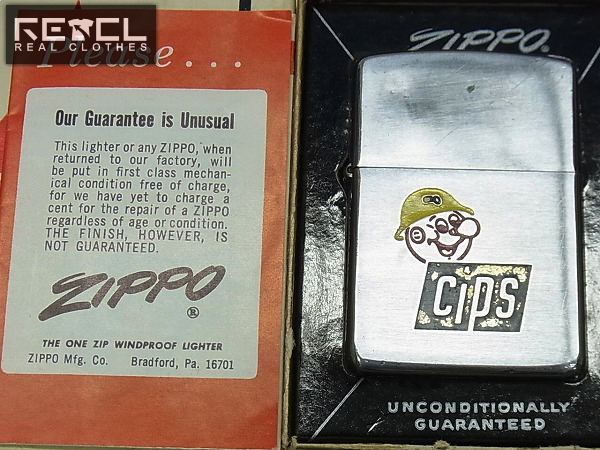 RECL
REAL CLOTHES
Please...
Our Guarantee is Unusual
This lighter or any ZIPPO, when
returned to our factory, will
be put in first class mechan-
ical condition free of charge,
for we have yet to charge a
cent for the repair of a ZIPPO
regardless of age or condition.
THE FINISH, HOWEVER, IS
NOT GUARANTEED.
ZIPPO ®
THE ONE ZIP WINDPROOF LIGHTER
ZIPPO Mfg. Co. Bradford, Pa. 16701
ZIPPO®
CIPS
UNCONDITIONALLY
GUARANTEED